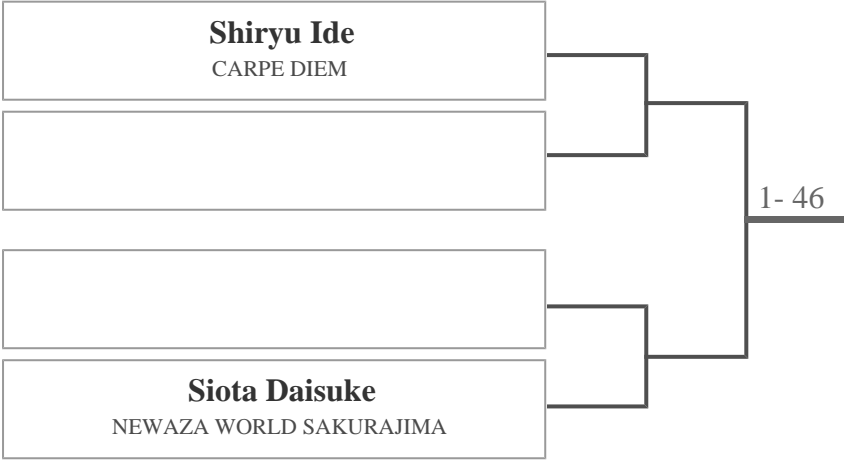 Shiryu Ide
CARPE DIEM
1- 46
Siota Daisuke
NEWAZA WORLD SAKURAJIMA